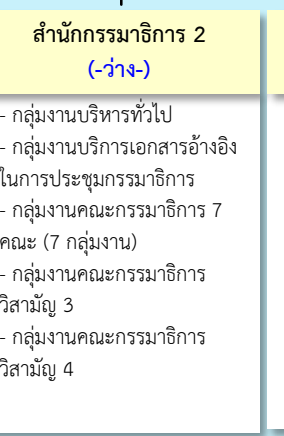 สำนักกรรมาธิการ 2
(-ว่าง-)
- กลุ่มงานบริหารทั่วไป
- กลุ่มงานบริการเอกสารอ้างอิง
ในการประชุมกรรมาธิการ
- กลุ่มงานคณะกรรมาธิการ 7
คณะ (7 กลุ่มงาน)
- กลุ่มงานคณะกรรมาธิการ
วิสามัญ 3
- กลุ่มงานคณะกรรมาธิการ
วิสามัญ 4